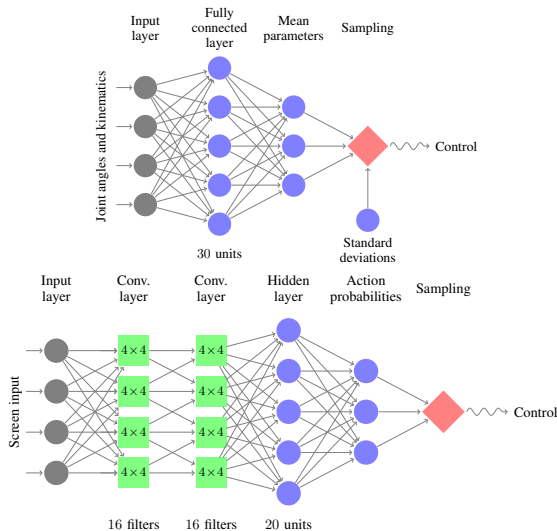 Input
layer
Fully
connected
layer
Mean
parameters
Sampling
Joint angles and kinematics
Control
Standard
deviations
30 units
Input
layer
Conv.
layer
Conv.
layer
Hidden
layer
Action
probabilities
Sampling
Screen input
4×4
4×4
4×4
4×4
4×4
4×4
4×4
4×4
Control
16 filters
16 filters
20 units